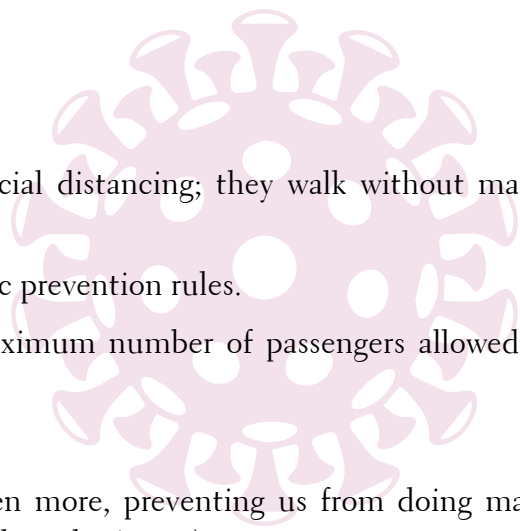 cial distancing; they walk without ma
c prevention rules.
ximum number of passengers allowed
en more, preventing us from doing ma